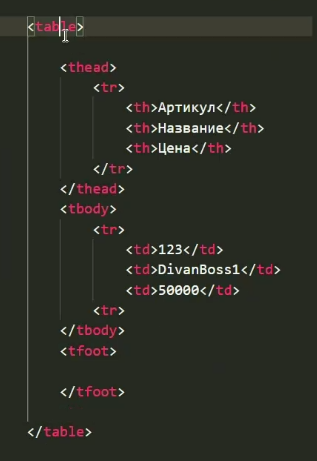 <table>
<thead>
<tr>
<th>Артикул</th>
<th>Название</th>
<th>Цена</th>
</tr>
</thead>
<tbody>
<tr>
<td>123</td>
<td>DivanBoss1</td>
<td>50000</td>
<tr>
</tbody>
<tfoot>
</tfoot>
</table>